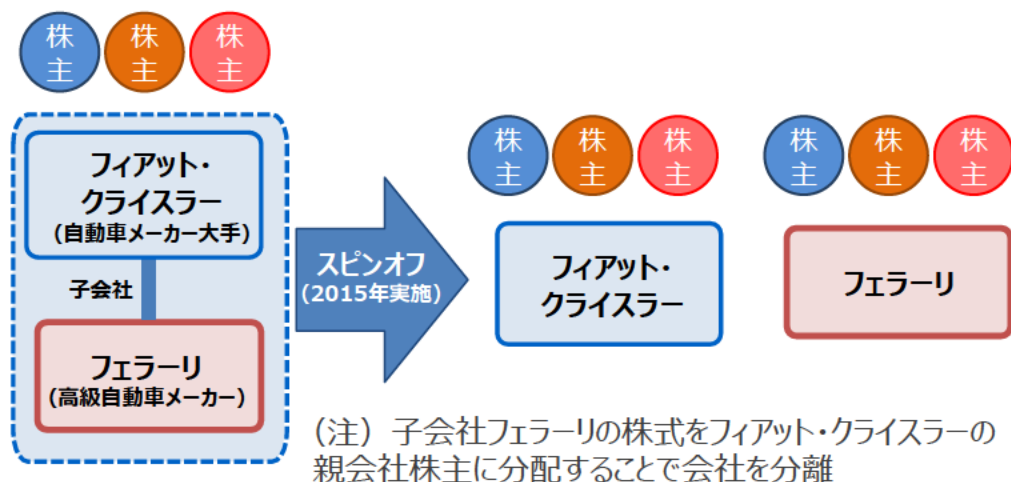 株主
株主
株主
フィアット・
クライスラー
(自動車メーカー大手)
子会社
フェラーリ
(高級自動車メーカー)
スピンオフ
(2015年実施)
株主
株主
株主
フィアット・
クライスラー
株主
株主
株主
フェラーリ
(注) 子会社フェラーリの株式をフィアット・クライスラーの
親会社株主に分配することで会社を分離